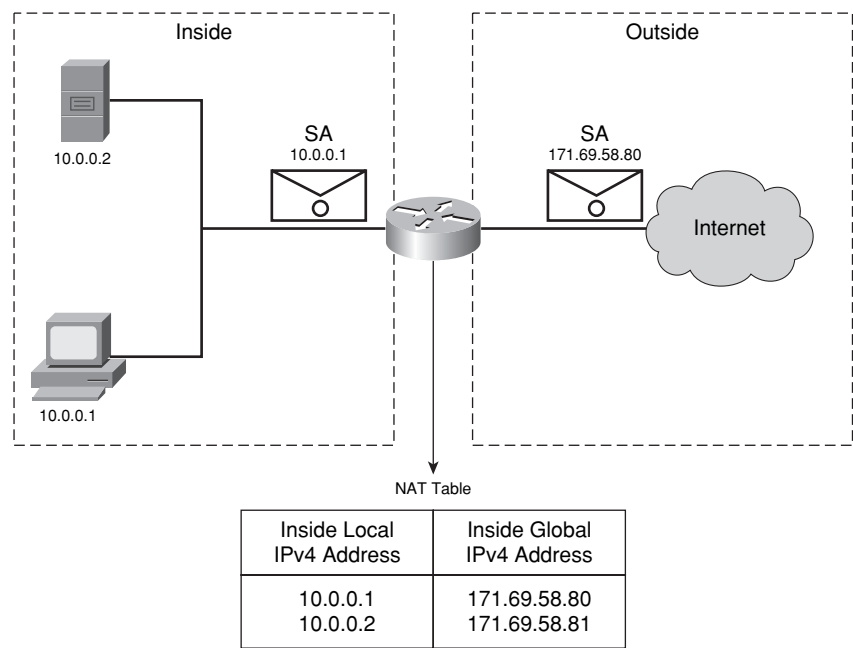 Inside
Outside
10.0.0.2
SA
10.0.0.1
SA
171.69.58.80
Internet
10.0.0.1
NAT Table
Inside Local
IPv4 Address
Inside Global
IPv4 Address
10.0.0.1
171.69.58.80
10.0.0.2
171.69.58.81